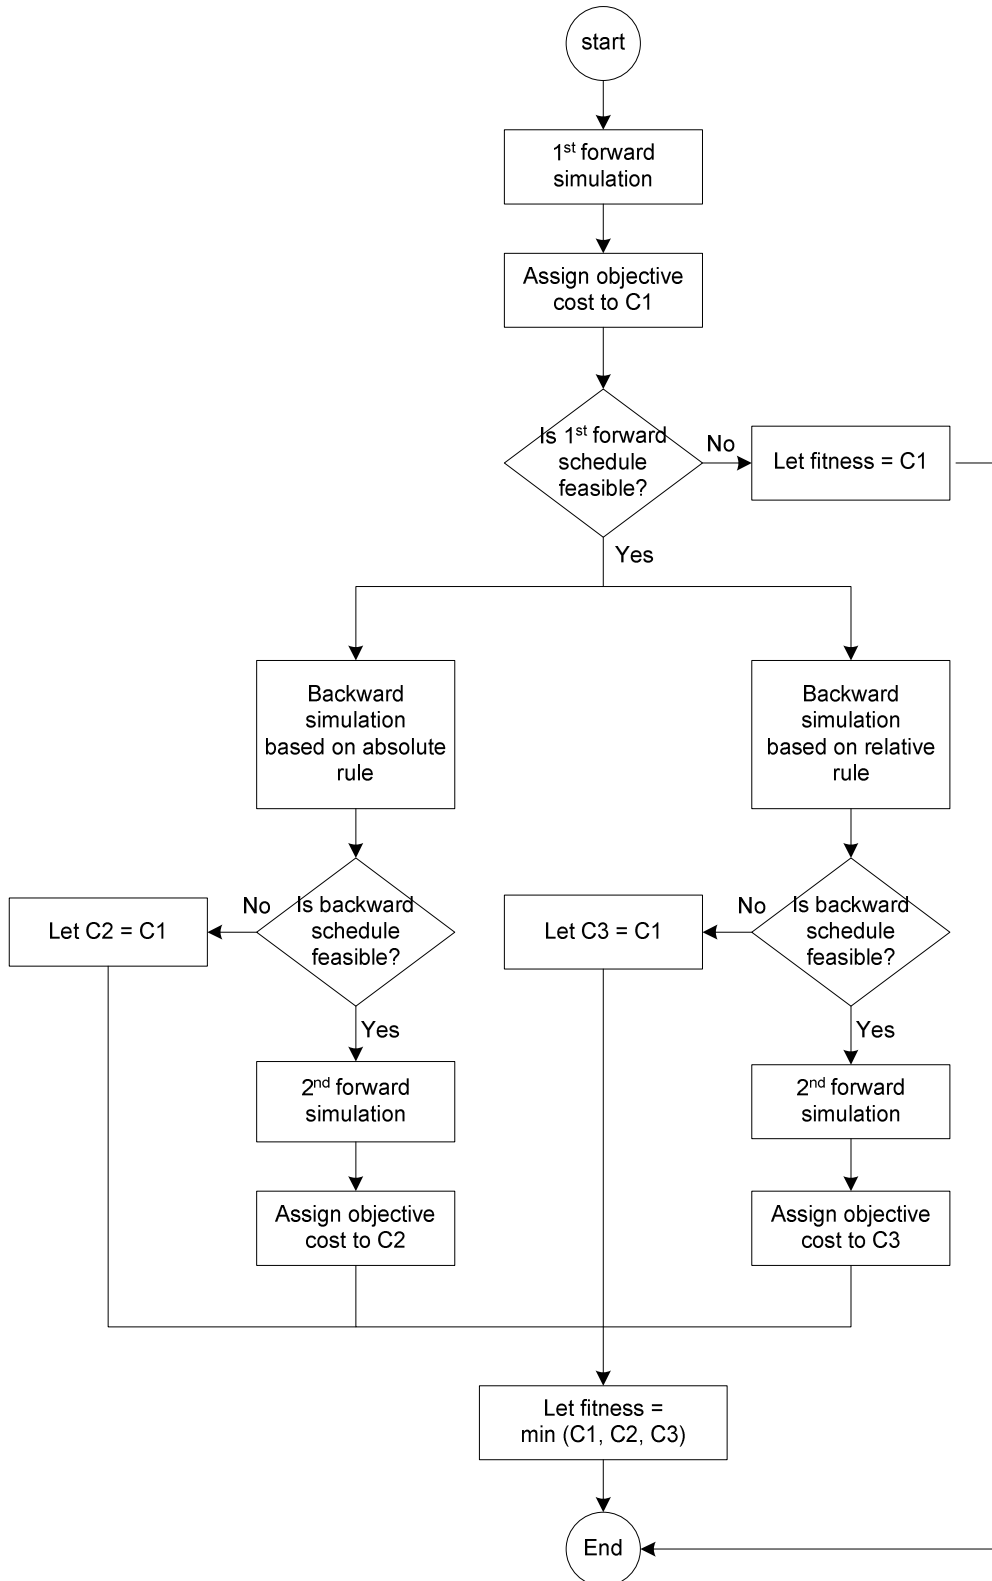 start
1st forward
simulation
Assign objective
cost to C1
Is 1st forward
schedule
feasible?
No
Let fitness = C1
Yes
Backward
simulation
based on absolute
rule
Backward
simulation
based on relative
rule
Let C2 = C1
No
Is backward
schedule
feasible?
Let C3 = C1
No
Is backward
schedule
feasible?
Yes
Yes
2nd forward
simulation
2nd forward
simulation
Assign objective
cost to C2
Assign objective
cost to C3
Let fitness =
min (C1, C2, C3)
End